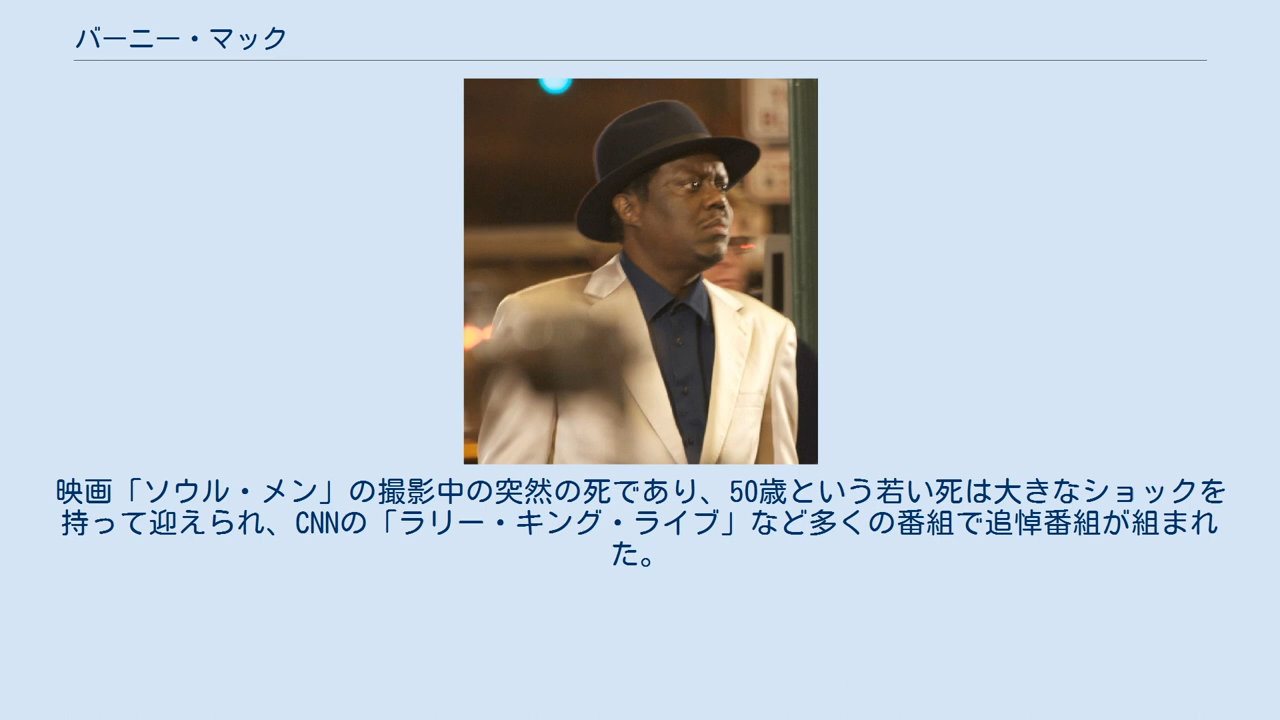 バーニー・マック
映画「ソウル・メン」の撮影中の突然の死であり、50歳という若い死は大きなショックを
持って迎えられ、CNNの「ラリー・キング・ライブ」など多くの番組で追悼番組が組まれ
た。